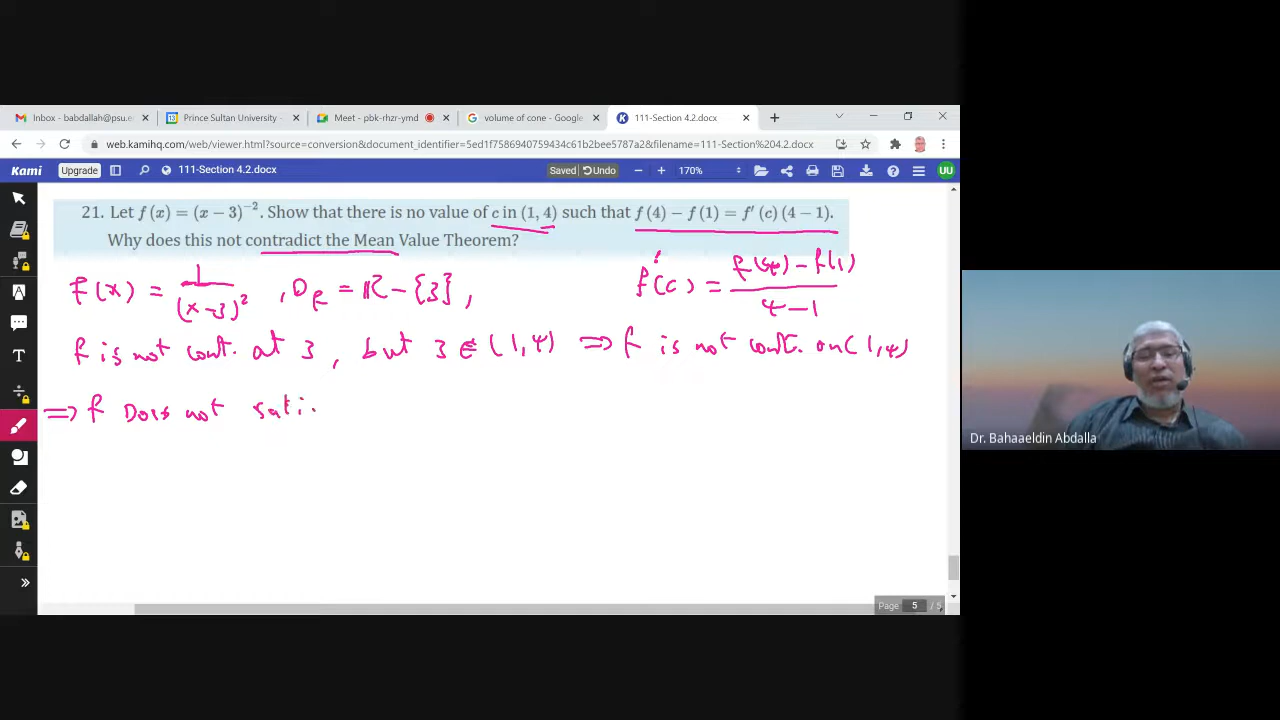 Inbox - babdallah@psu.e
Prince Sultan University -
Meet - pbk-rhzr-ymd
volume of cone - Google
111-Section 4.2.docx
web.kamihq.com/web/viewer.html?source=conversion&document_identifier=5ed1f7586940759434c61b2bee5787a2&filename=111-Section%204.2.docx
Kami Upgrade 111-Section 4.2.docx Saved Undo 170% UU
21. Let f (x) = (x − 3)⁻². Show that there is no value of c in (1, 4) such that f (4) − f (1) = f′ (c) (4 − 1).
Why does this not contradict the Mean Value Theorem?
f(x) = 1/(x-3)² , D_f = ℝ - {3} , f'(c) = f(4) - f(1) / 4 - 1
f is not cont. at 3 , but 3 ∈ (1, 4) ⇒ f is not cont. on (1, 4)
⇒ f Does not sati
Page 5 / 5
Dr. Bahaaeldin Abdalla